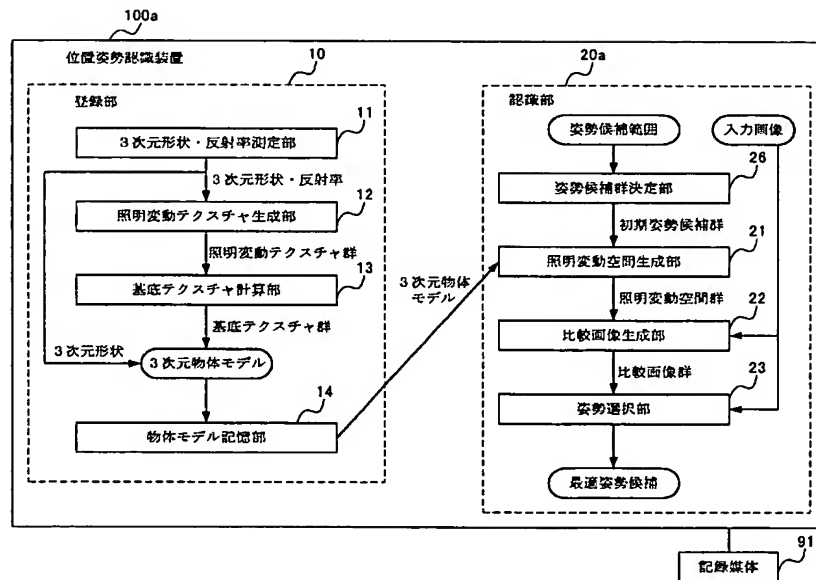 100a
位置姿勢認識装置
10
登録部
11
3次元形状・反射率測定部
3次元形状・反射率
12
照明変動テクスチャ生成部
照明変動テクスチャ群
13
基底テクスチャ計算部
基底テクスチャ群
3次元形状
3次元物体モデル
14
物体モデル記憶部
3次元物体
モデル
20a
認識部
姿勢候補範囲
入力画像
26
姿勢候補群決定部
初期姿勢候補群
21
照明変動空間生成部
照明変動空間群
22
比較画像生成部
比較画像群
23
姿勢選択部
最適姿勢候補
91
記録媒体